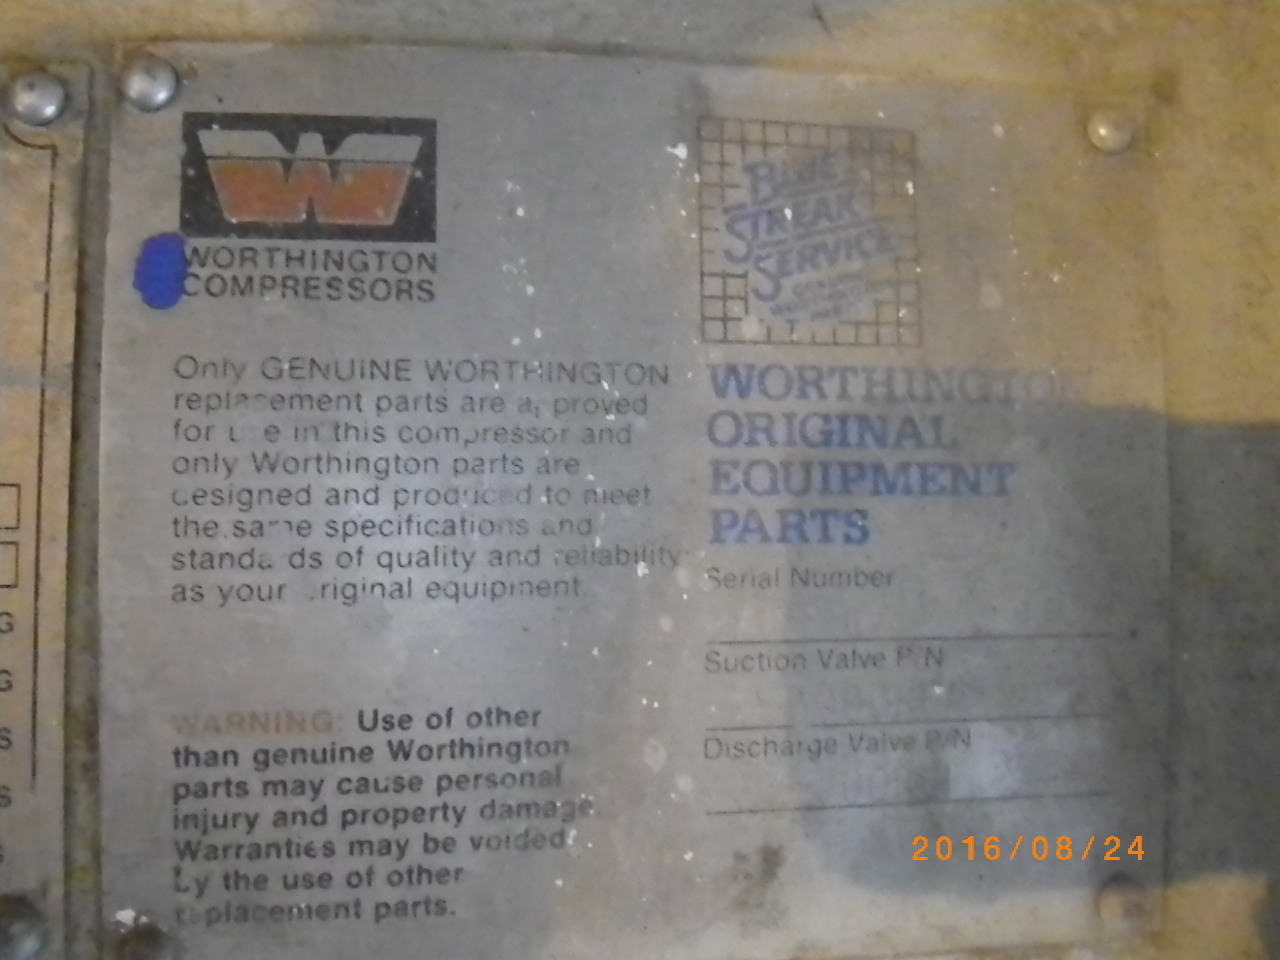 WORTHINGTON
COMPRESSORS
Only GENUINE WORTHINGTON
replacement parts are approved
for use in this compressor and
only Worthington parts are
designed and produced to meet
the same specifications and
standards of quality and reliability
as your original equipment.
WARNING: Use of other
than genuine Worthington
parts may cause personal
injury and property damage.
Warranties may be voided
by the use of other
replacement parts.
BLUE
STREAK
SERVICE
GENUINE
WORTHINGTON
PARTS
WORTHINGTON
ORIGINAL
EQUIPMENT
PARTS
Serial Number
Suction Valve P/N
Discharge Valve P/N
2016/08/24
G
G
S
S
G